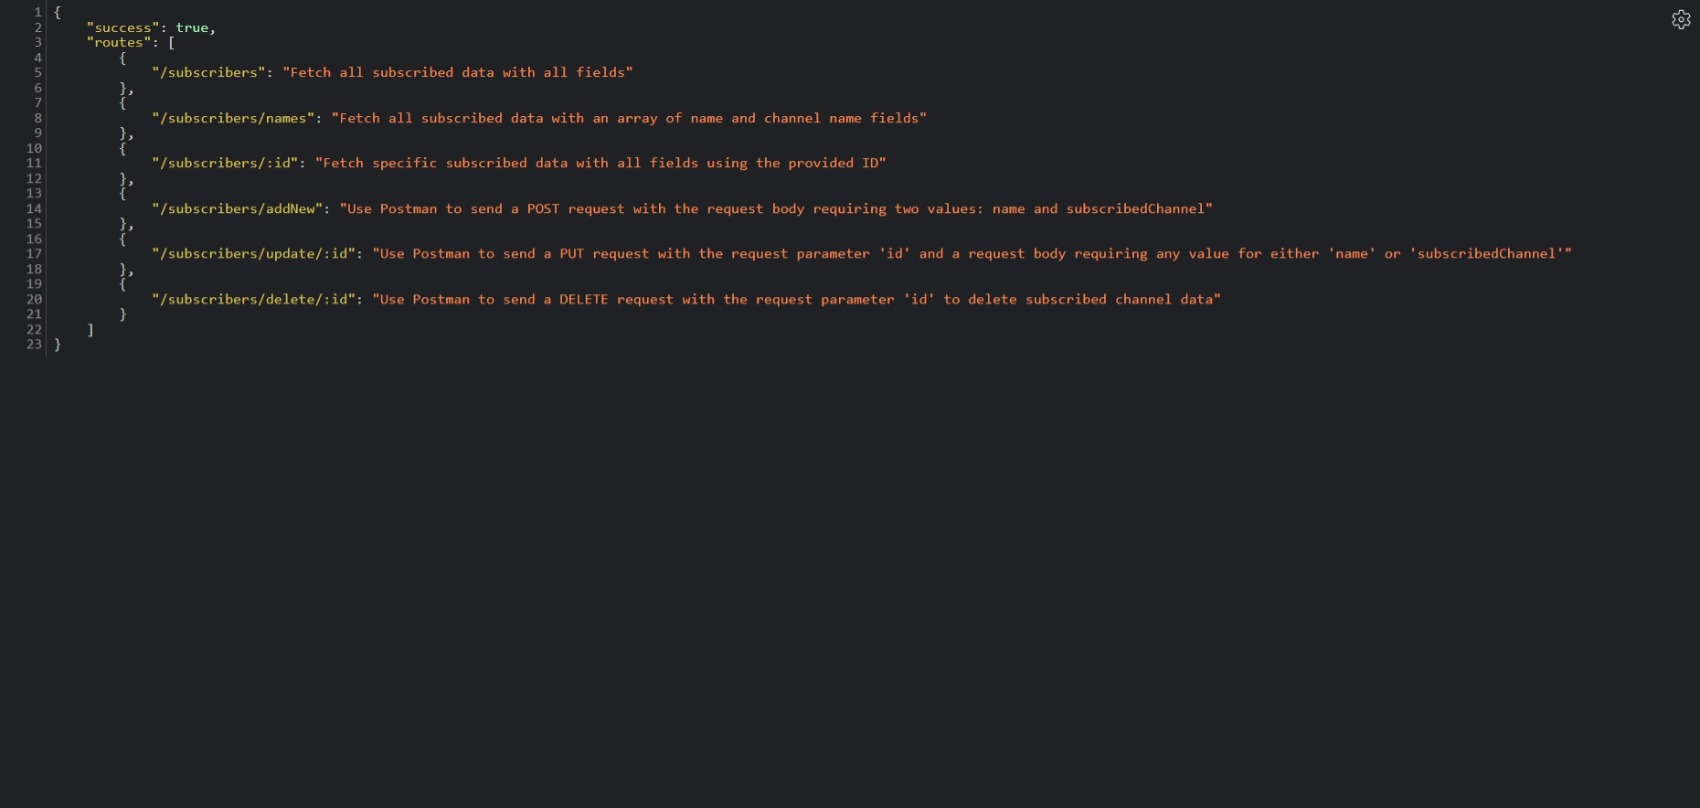 1 {
2     "success": true,
3     "routes": [
4         {
5             "/subscribers": "Fetch all subscribed data with all fields"
6         },
7         {
8             "/subscribers/names": "Fetch all subscribed data with an array of name and channel name fields"
9         },
10         {
11             "/subscribers/:id": "Fetch specific subscribed data with all fields using the provided ID"
12         },
13         {
14             "/subscribers/addNew": "Use Postman to send a POST request with the request body requiring two values: name and subscribedChannel"
15         },
16         {
17             "/subscribers/update/:id": "Use Postman to send a PUT request with the request parameter 'id' and a request body requiring any value for either 'name' or 'subscribedChannel'"
18         },
19         {
20             "/subscribers/delete/:id": "Use Postman to send a DELETE request with the request parameter 'id' to delete subscribed channel data"
21         }
22     ]
23 }